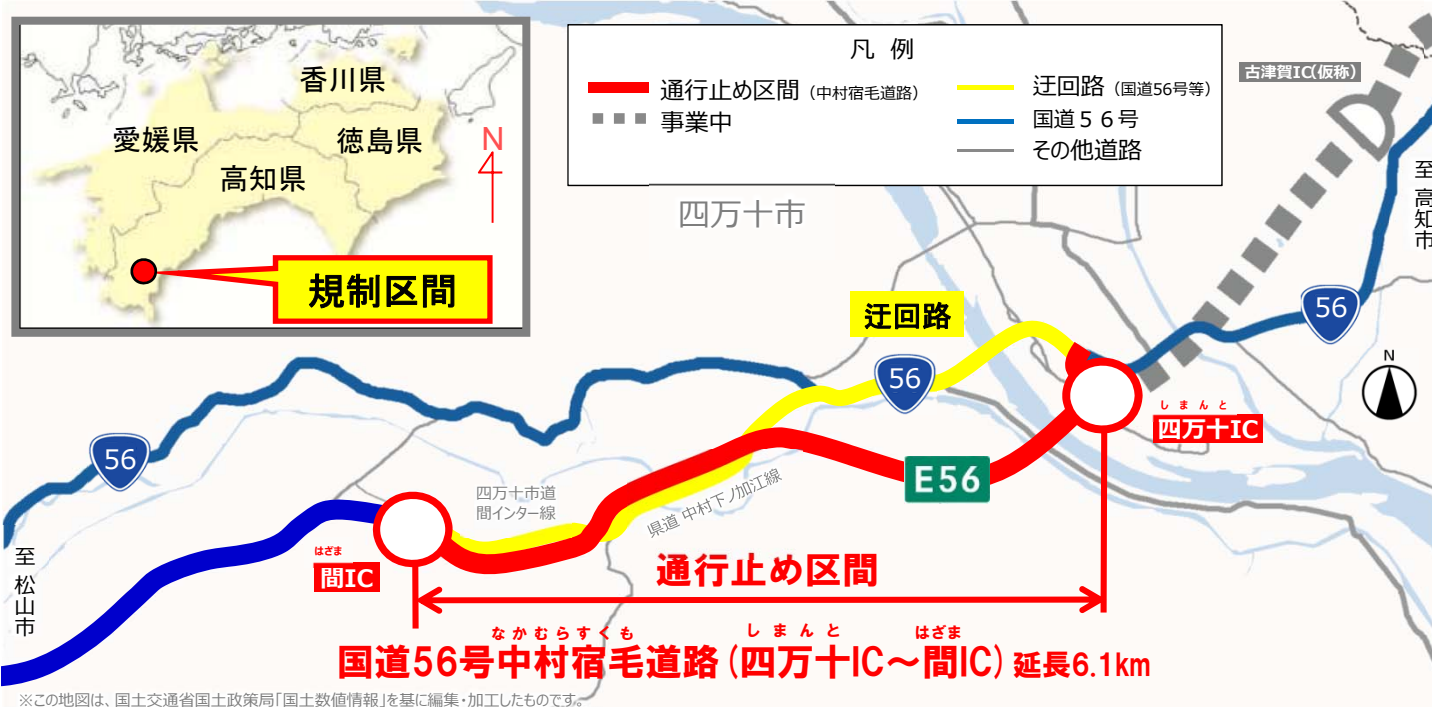 香川県
愛媛県
徳島県
高知県
N
規制区間
凡 例
通行止め区間（中村宿毛道路）
迂回路（国道56号等）
事業中
国道５６号
その他道路
古津賀IC(仮称)
至 高知市
四万十市
迂回路
56
56
56
N
しまんと
四万十IC
E56
四万十市道
間インター線
県道 中村下ノ加江線
至 松山市
はざま
間IC
通行止め区間
なかむらすくも しまんと はざま
国道56号中村宿毛道路（四万十IC～間IC）延長6.1km
※この地図は、国土交通省国土政策局「国土数値情報」を基に編集・加工したものです。